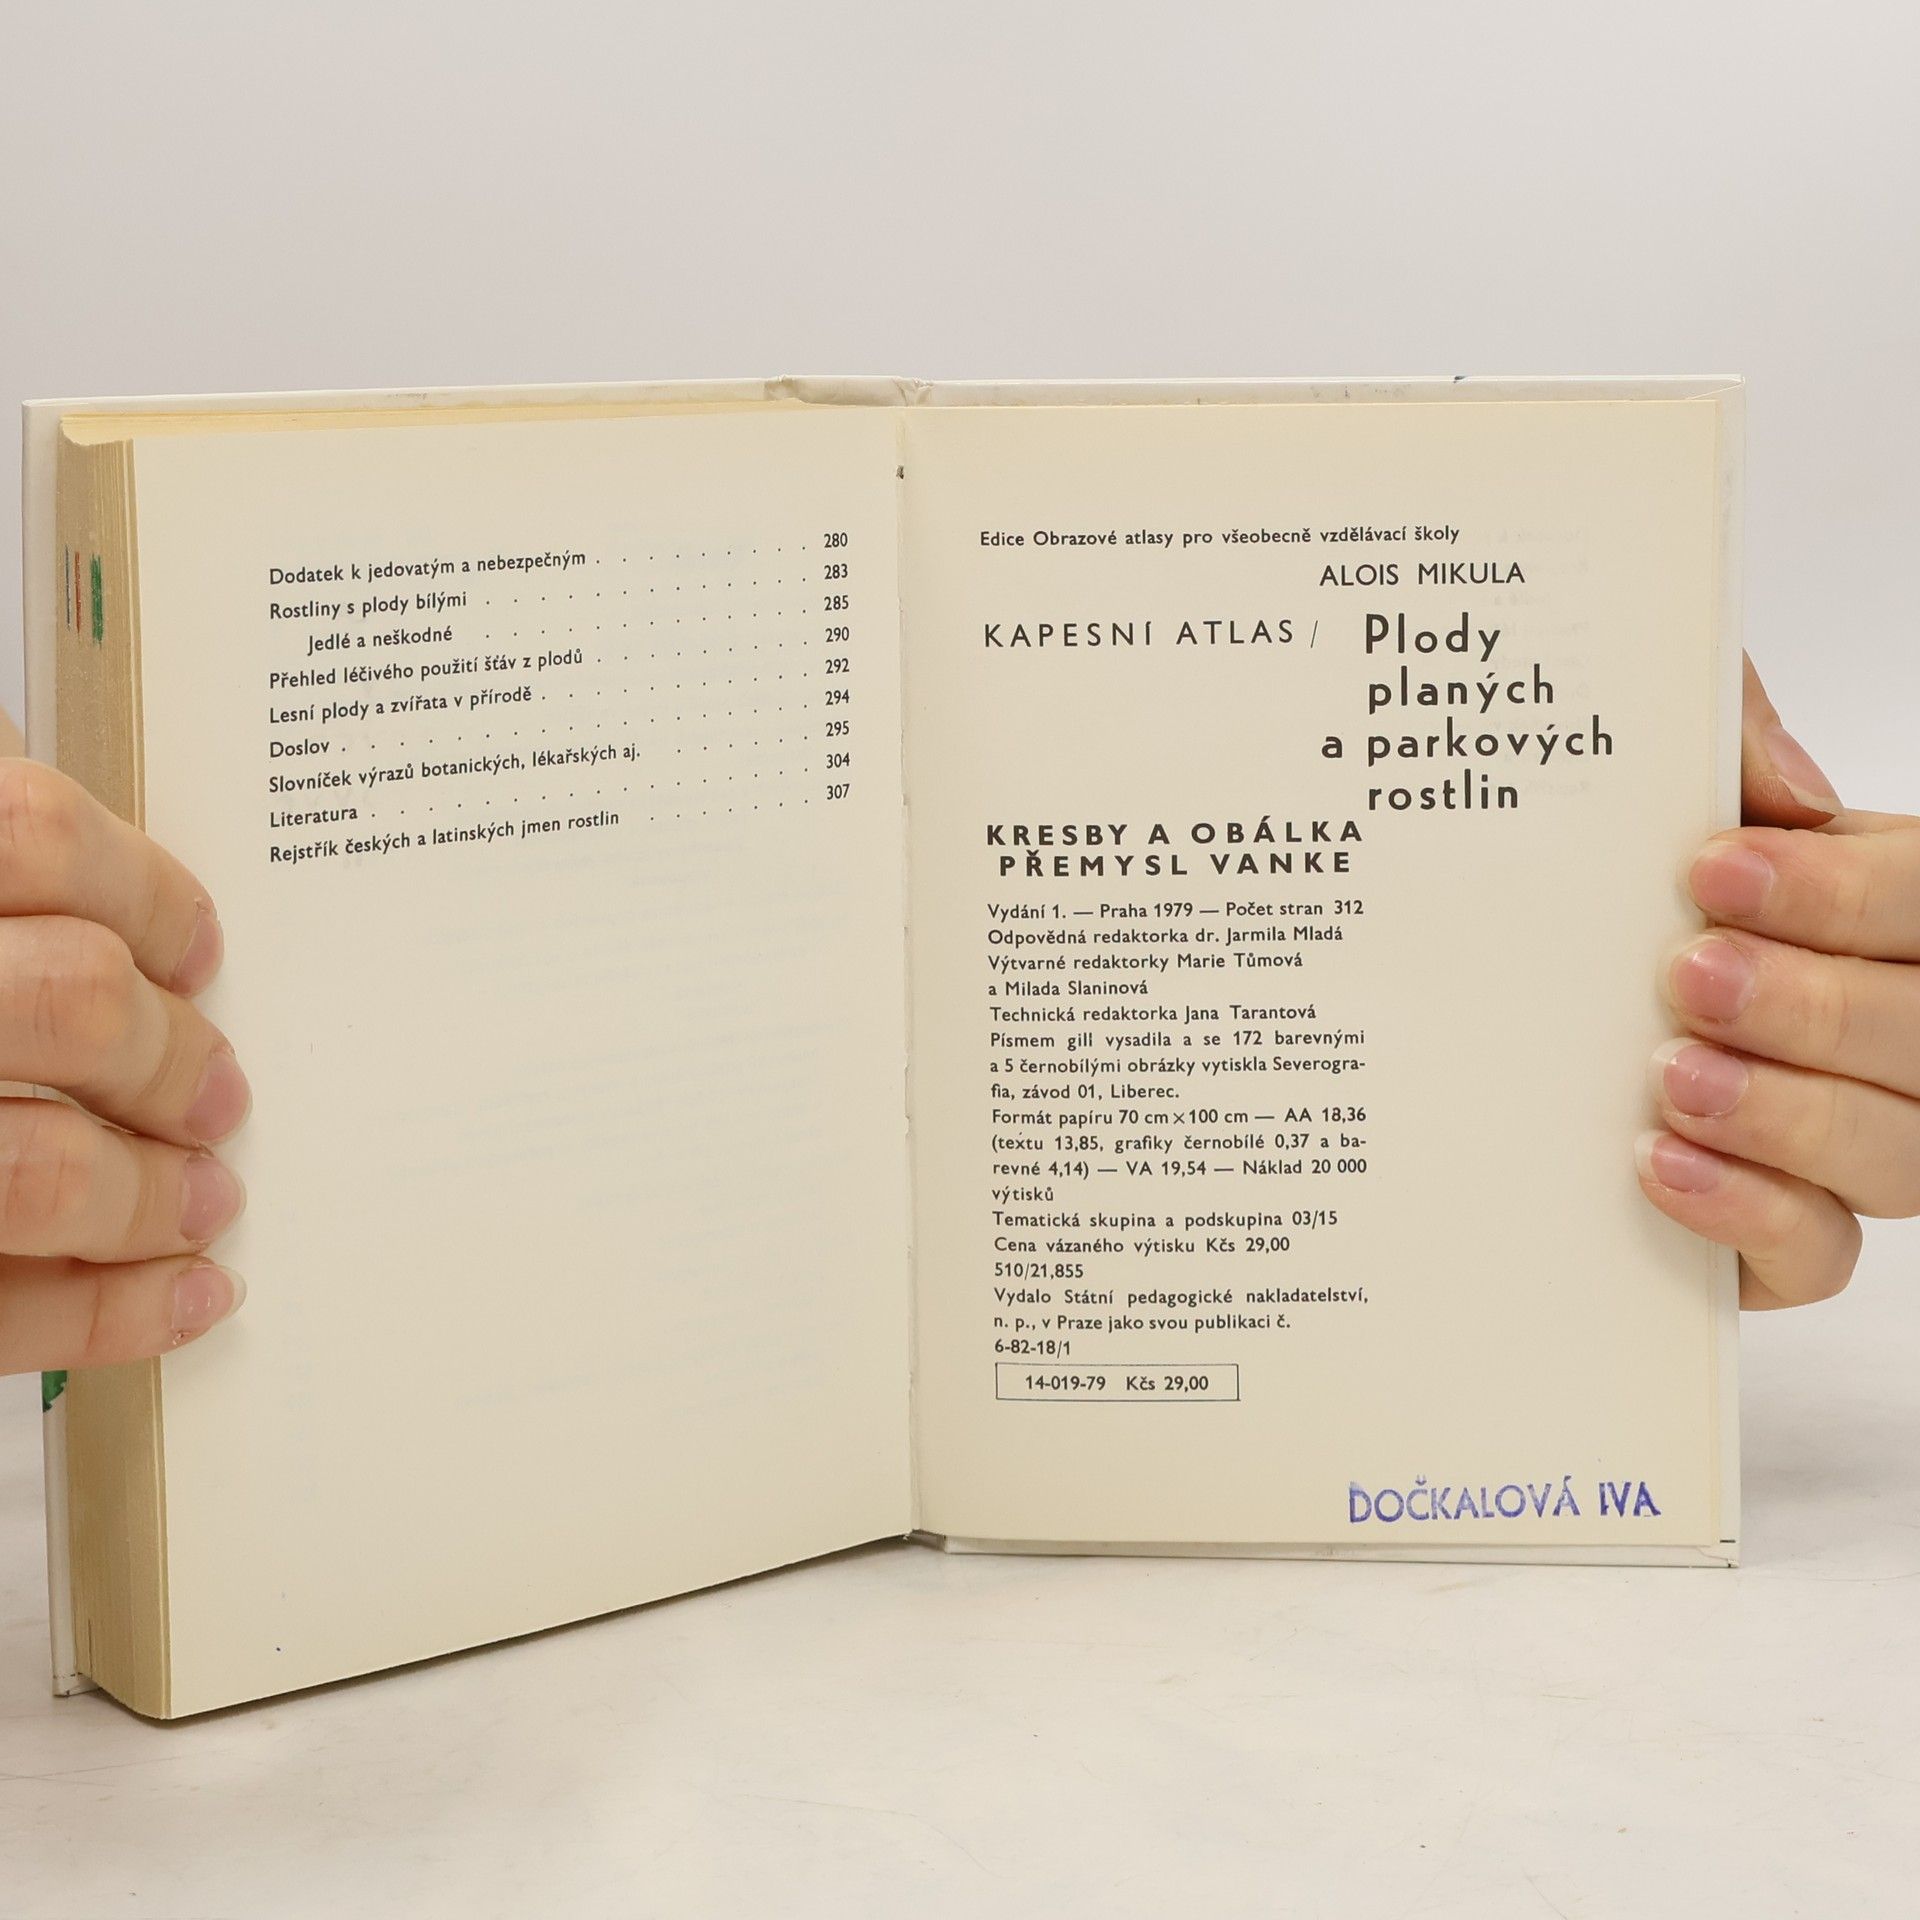 Dodatek k jedovatým a nebezpečným . . . . . . . . . 280
Rostliny s plody bílými . . . . . . . . . . . . . 283
Jedlé a neškodné . . . . . . . . . . . . . 285
Přehled léčivého použití šťáv z plodů . . . . . . . . . 290
Lesní plody a zvířata v přírodě . . . . . . . . . . . 292
Doslov . . . . . . . . . . . . . . . . . . 294
Slovníček výrazů botanických, lékařských aj. . . . . . . 295
Literatura . . . . . . . . . . . . . . . . . 304
Rejstřík českých a latinských jmen rostlin . . . . . . . 307
Edice Obrazové atlasy pro všeobecně vzdělávací školy
ALOIS MIKULA
KAPESNÍ ATLAS / Plody
planých
a parkových
rostlin
KRESBY A OBÁLKA
PŘEMYSL VANKE
Vydání 1. — Praha 1979 — Počet stran 312
Odpovědná redaktorka dr. Jarmila Mladá
Výtvarné redaktorky Marie Tůmová
a Milada Slaninová
Technická redaktorka Jana Tarantová
Písmem gill vysadila a se 172 barevnými
a 5 černobílými obrázky vytiskla Severogra-
fia, závod 01, Liberec.
Formát papíru 70 cm × 100 cm — AA 18,36
(textu 13,85, grafiky černobílé 0,37 a ba-
revné 4,14) — VA 19,54 — Náklad 20 000
výtisků
Tematická skupina a podskupina 03/15
Cena vázaného výtisku Kčs 29,00
510/21,855
Vydalo Státní pedagogické nakladatelství,
n. p., v Praze jako svou publikaci č.
6-82-18/1
14-019-79 Kčs 29,00
DOČKALOVÁ IVA